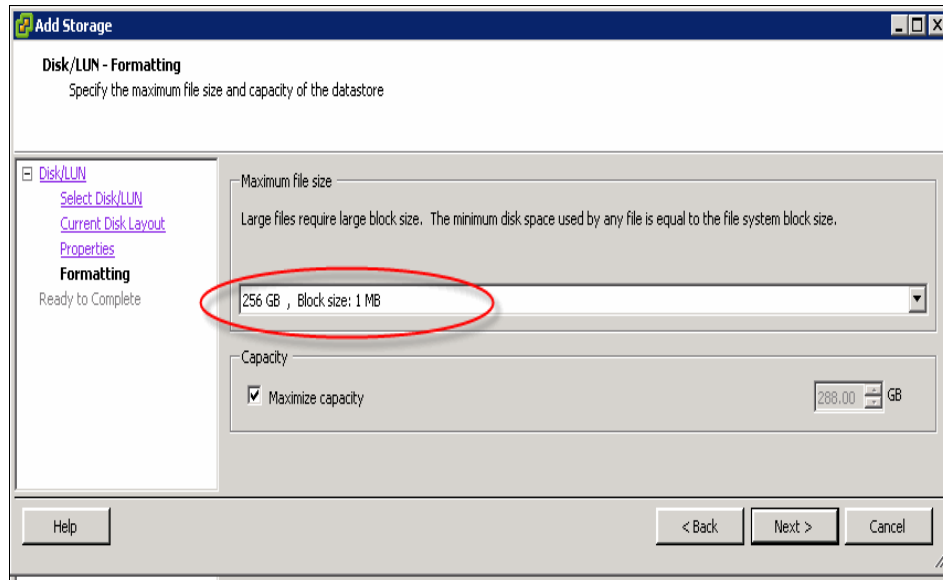 Add Storage
Disk/LUN - Formatting
Specify the maximum file size and capacity of the datastore
Disk/LUN
Select Disk/LUN
Current Disk Layout
Properties
Formatting
Ready to Complete
Maximum file size
Large files require large block size. The minimum disk space used by any file is equal to the file system block size.
256 GB , Block size: 1 MB
Capacity
Maximize capacity
288.00 GB
Help
< Back
Next >
Cancel